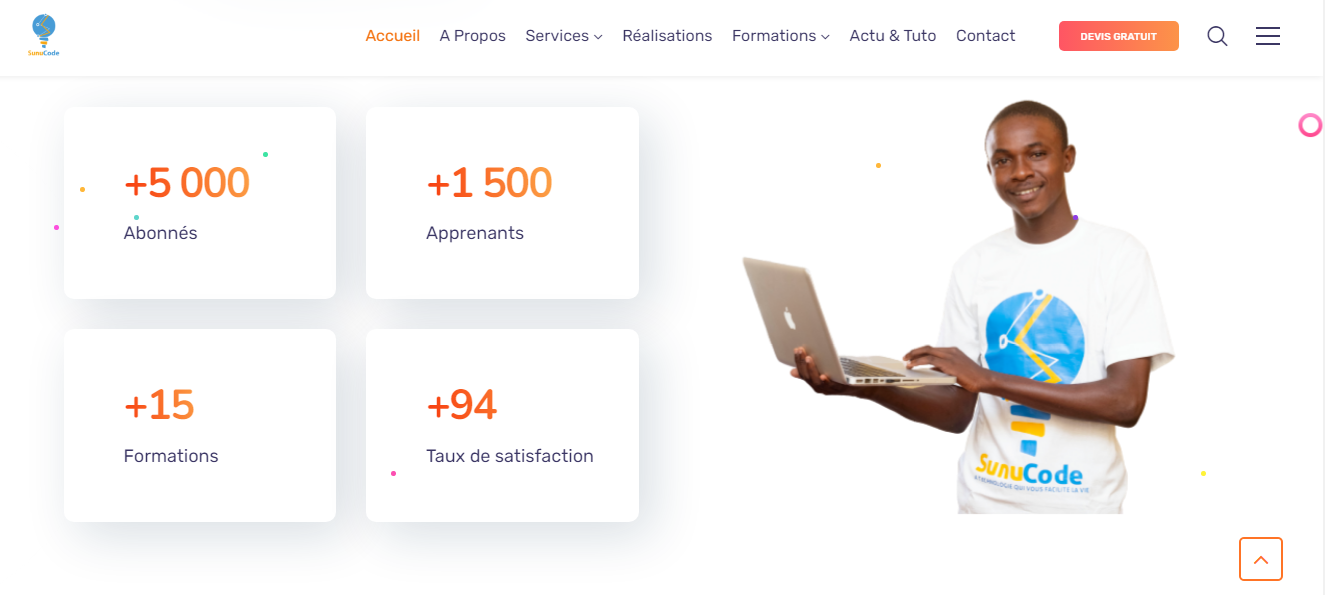 SunuCode
Accueil A Propos Services Réalisations Formations Actu & Tuto Contact DEVIS GRATUIT
+5 000
Abonnés
+1 500
Apprenants
+15
Formations
+94
Taux de satisfaction
SunuCode
A TECHNOLOGIE QUI VOUS FACILITE LA VIE